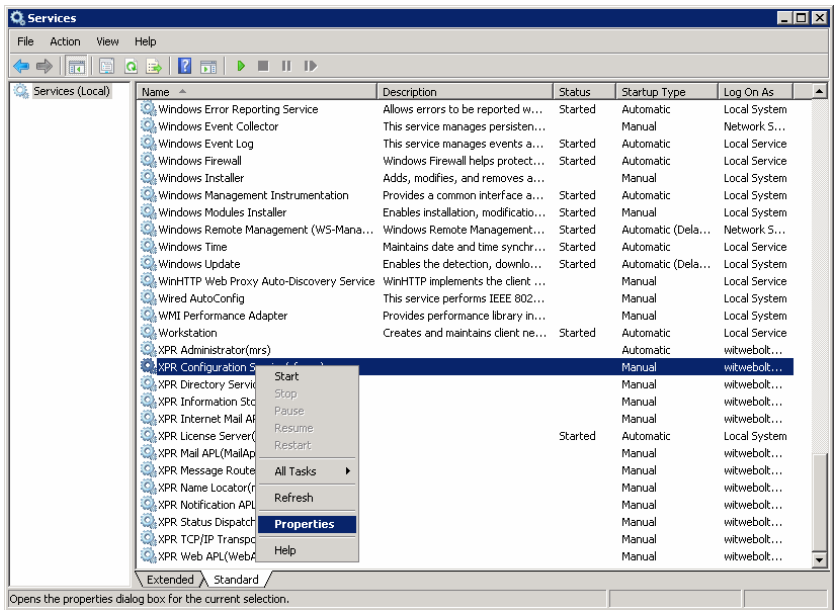 Services
File Action View Help
Services (Local)
Name Description Status Startup Type Log On As
Windows Error Reporting Service Allows errors to be reported w... Started Automatic Local System
Windows Event Collector This service manages persisten... Manual Network S...
Windows Event Log This service manages events a... Started Automatic Local Service
Windows Firewall Windows Firewall helps protect... Started Automatic Local Service
Windows Installer Adds, modifies, and removes a... Manual Local System
Windows Management Instrumentation Provides a common interface a... Started Automatic Local System
Windows Modules Installer Enables installation, modificatio... Started Manual Local System
Windows Remote Management (WS-Mana... Windows Remote Management... Started Automatic (Dela... Network S...
Windows Time Maintains date and time synchr... Started Automatic Local Service
Windows Update Enables the detection, downlo... Started Automatic (Dela... Local System
WinHTTP Web Proxy Auto-Discovery Service WinHTTP implements the client ... Manual Local Service
Wired AutoConfig This service performs IEEE 802... Manual Local System
WMI Performance Adapter Provides performance library in... Manual Local System
Workstation Creates and maintains client ne... Started Automatic Local Service
XPR Administrator(mrs) Automatic witwebolt...
XPR Configuration Manual witwebolt...
Start
XPR Directory Servic Manual witwebolt...
Stop
XPR Information Sto Manual witwebolt...
Pause
XPR Internet Mail AP Manual witwebolt...
Resume
XPR License Server( Started Automatic Local System
Restart
XPR Mail APL(MailAp Manual witwebolt...
All Tasks
XPR Message Route Manual witwebolt...
XPR Name Locator(r Manual witwebolt...
Refresh
XPR Notification APL Manual witwebolt...
XPR Status Dispatch Manual witwebolt...
Properties
XPR TCP/IP Transpo Manual witwebolt...
XPR Web APL(WebA Manual witwebolt...
Help
Extended Standard
Opens the properties dialog box for the current selection.